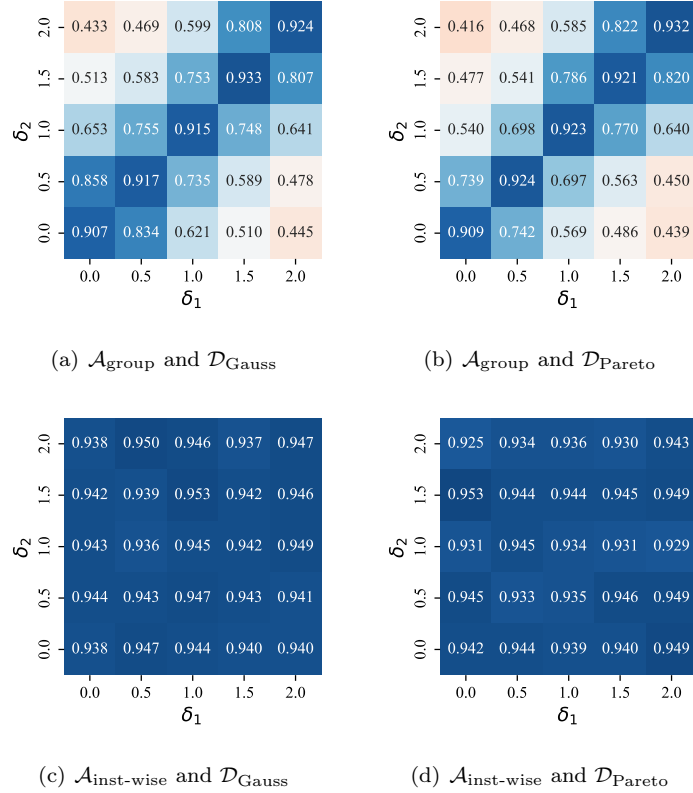 2.0 0.433 0.469 0.599 0.808 0.924
1.5 0.513 0.583 0.753 0.933 0.807
δ2 1.0 0.653 0.755 0.915 0.748 0.641
0.5 0.858 0.917 0.735 0.589 0.478
0.0 0.907 0.834 0.621 0.510 0.445
0.0 0.5 1.0 1.5 2.0
δ1
(a) 𝒜group and 𝒟Gauss
2.0 0.416 0.468 0.585 0.822 0.932
1.5 0.477 0.541 0.786 0.921 0.820
δ2 1.0 0.540 0.698 0.923 0.770 0.640
0.5 0.739 0.924 0.697 0.563 0.450
0.0 0.909 0.742 0.569 0.486 0.439
0.0 0.5 1.0 1.5 2.0
δ1
(b) 𝒜group and 𝒟Pareto
2.0 0.938 0.950 0.946 0.937 0.947
1.5 0.942 0.939 0.953 0.942 0.946
δ2 1.0 0.943 0.936 0.945 0.942 0.949
0.5 0.944 0.943 0.947 0.943 0.941
0.0 0.938 0.947 0.944 0.940 0.940
0.0 0.5 1.0 1.5 2.0
δ1
(c) 𝒜inst-wise and 𝒟Gauss
2.0 0.925 0.934 0.936 0.930 0.943
1.5 0.953 0.944 0.944 0.945 0.949
δ2 1.0 0.931 0.945 0.934 0.931 0.929
0.5 0.945 0.933 0.935 0.946 0.949
0.0 0.942 0.944 0.939 0.940 0.949
0.0 0.5 1.0 1.5 2.0
δ1
(d) 𝒜inst-wise and 𝒟Pareto